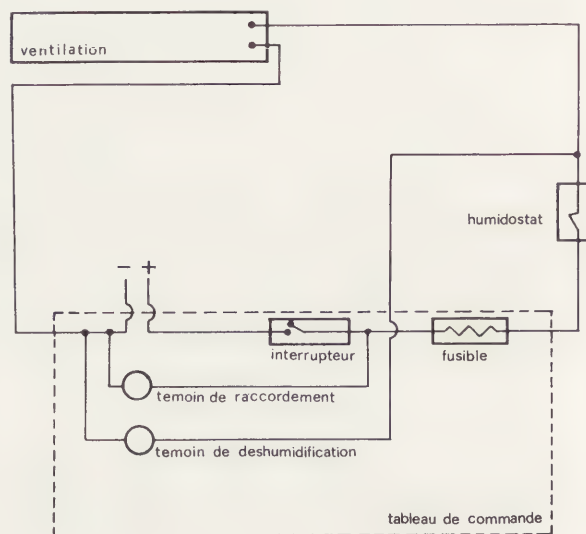 ventilation
humidostat
- +
interrupteur
fusible
temoin de raccordement
temoin de deshumidification
tableau de commande